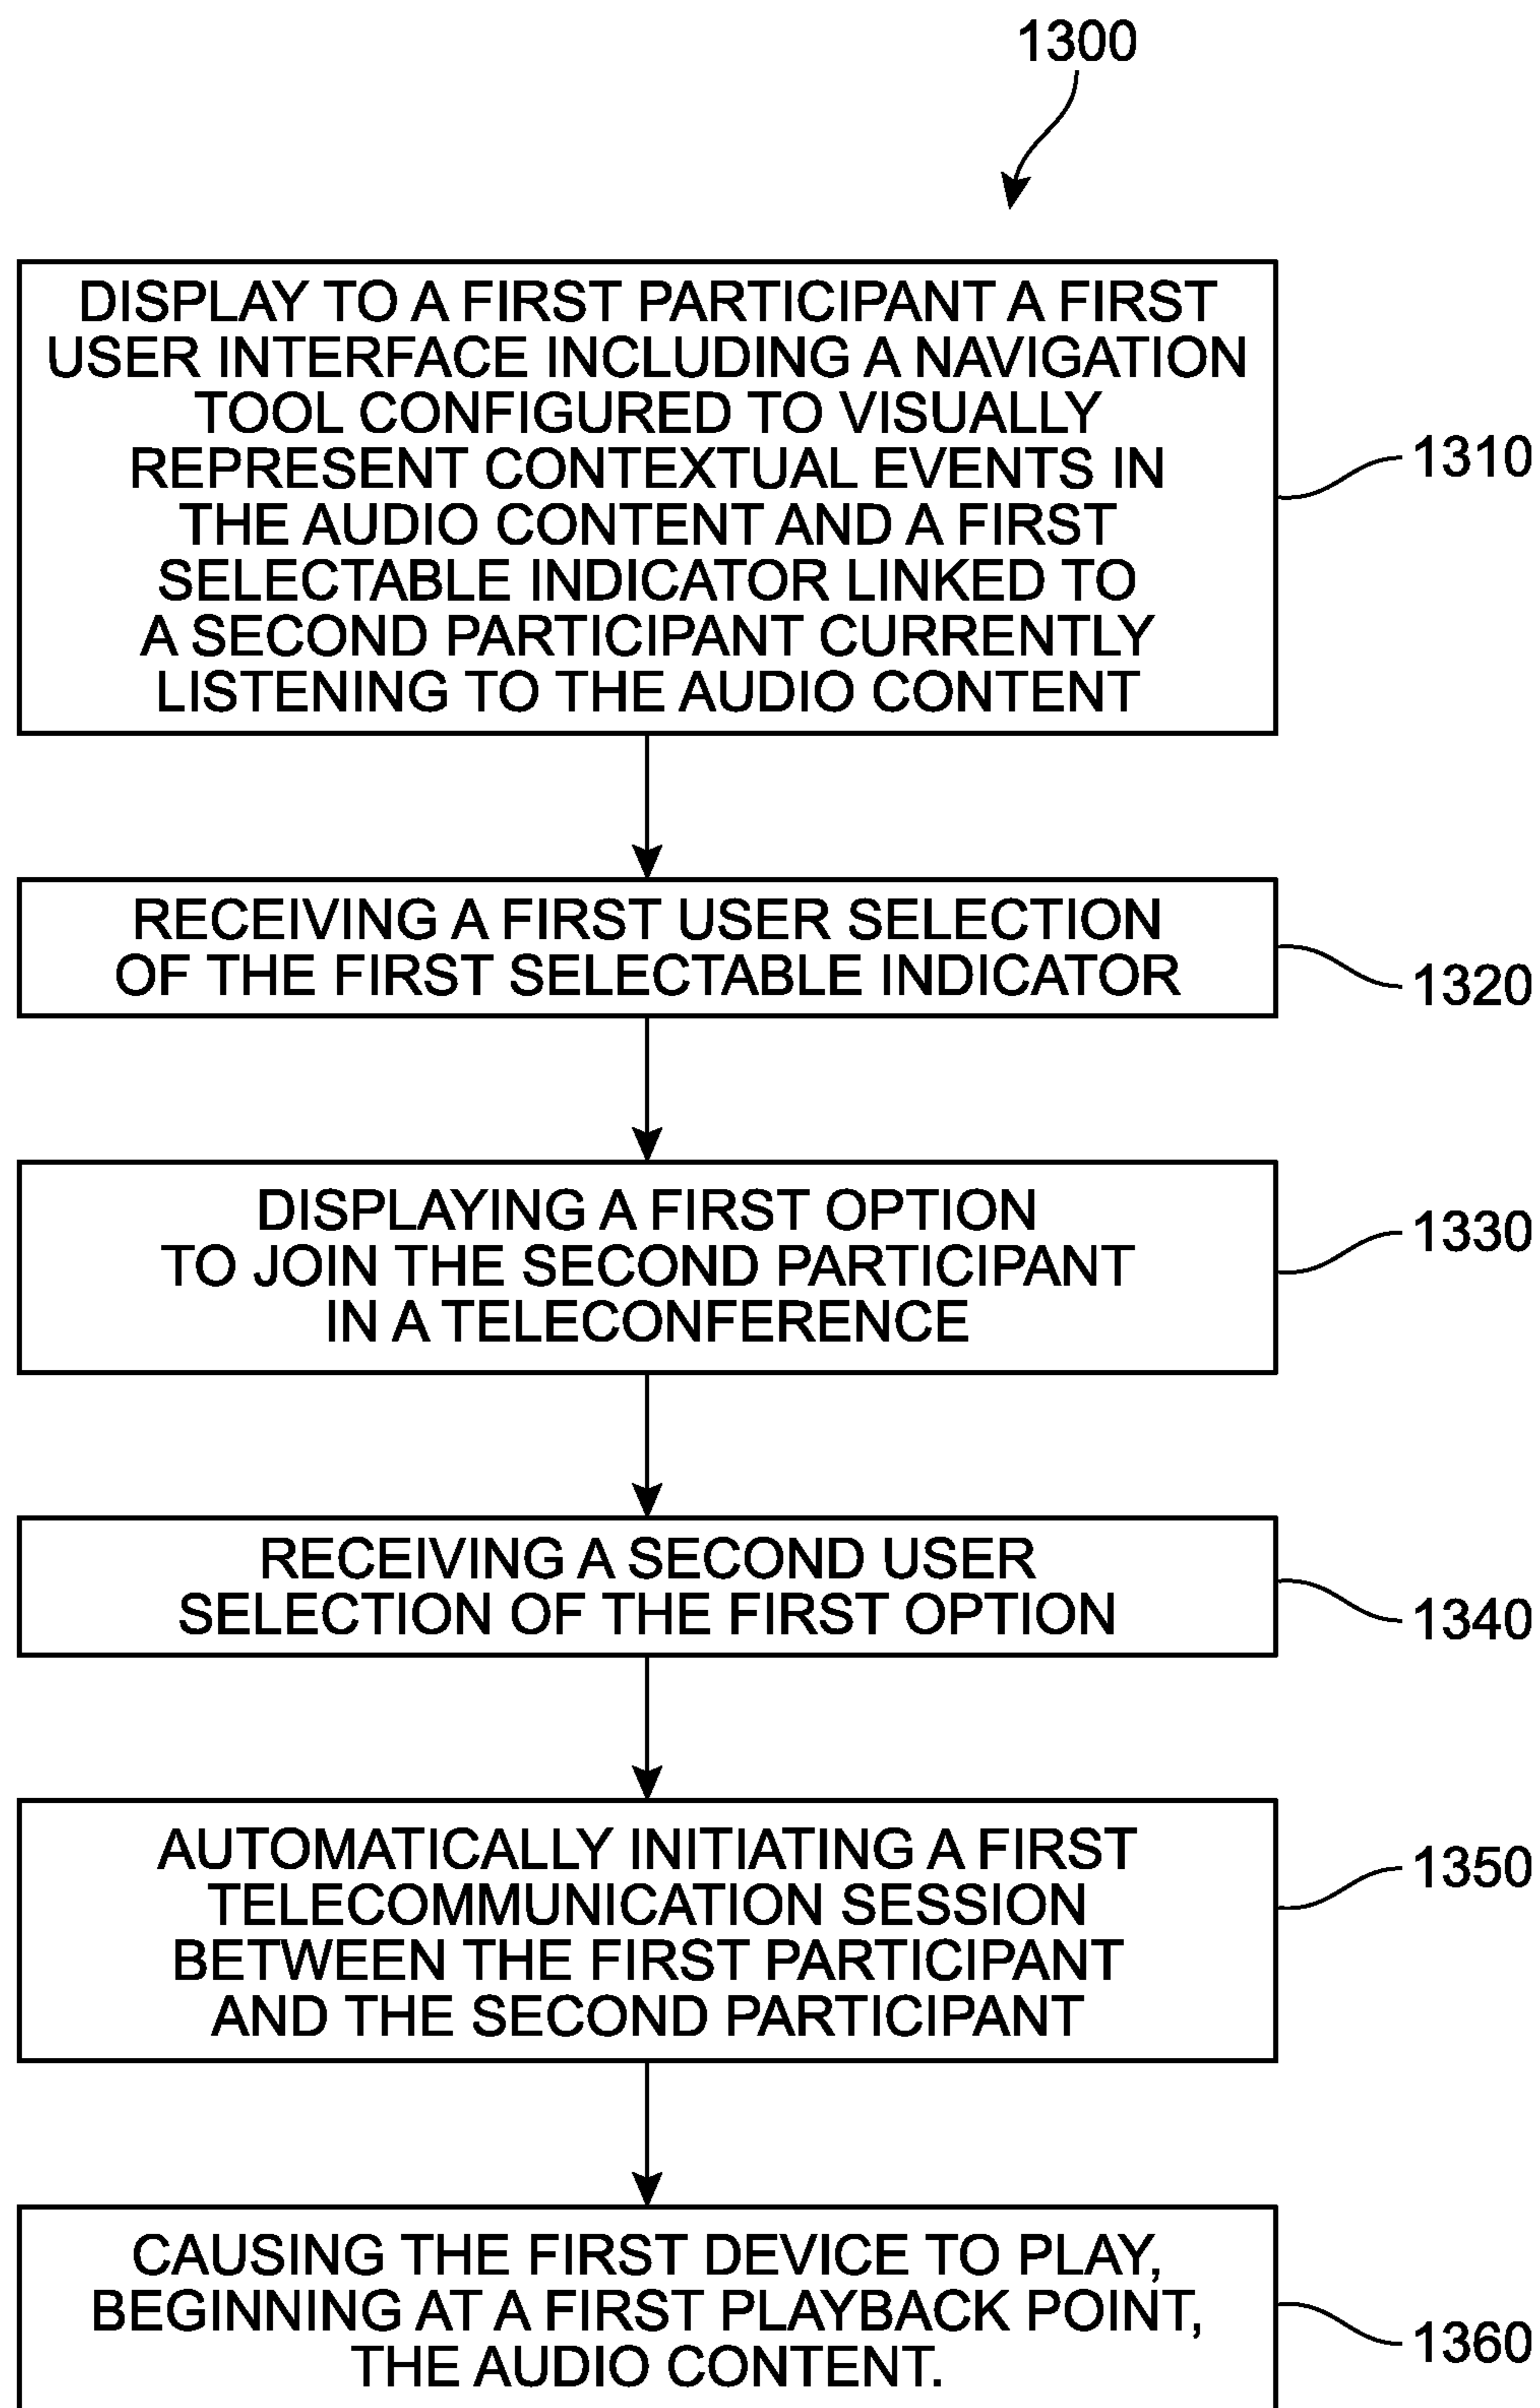 1300
DISPLAY TO A FIRST PARTICIPANT A FIRST
USER INTERFACE INCLUDING A NAVIGATION
TOOL CONFIGURED TO VISUALLY
REPRESENT CONTEXTUAL EVENTS IN
THE AUDIO CONTENT AND A FIRST
SELECTABLE INDICATOR LINKED TO
A SECOND PARTICIPANT CURRENTLY
LISTENING TO THE AUDIO CONTENT
1310
RECEIVING A FIRST USER SELECTION
OF THE FIRST SELECTABLE INDICATOR
1320
DISPLAYING A FIRST OPTION
TO JOIN THE SECOND PARTICIPANT
IN A TELECONFERENCE
1330
RECEIVING A SECOND USER
SELECTION OF THE FIRST OPTION
1340
AUTOMATICALLY INITIATING A FIRST
TELECOMMUNICATION SESSION
BETWEEN THE FIRST PARTICIPANT
AND THE SECOND PARTICIPANT
1350
CAUSING THE FIRST DEVICE TO PLAY,
BEGINNING AT A FIRST PLAYBACK POINT,
THE AUDIO CONTENT.
1360